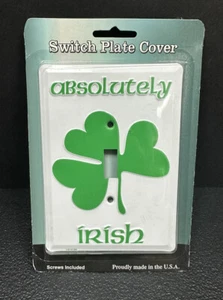 Switch Plate Cover
absolutely
irish
Screws Included
Proudly made in the U.S.A.